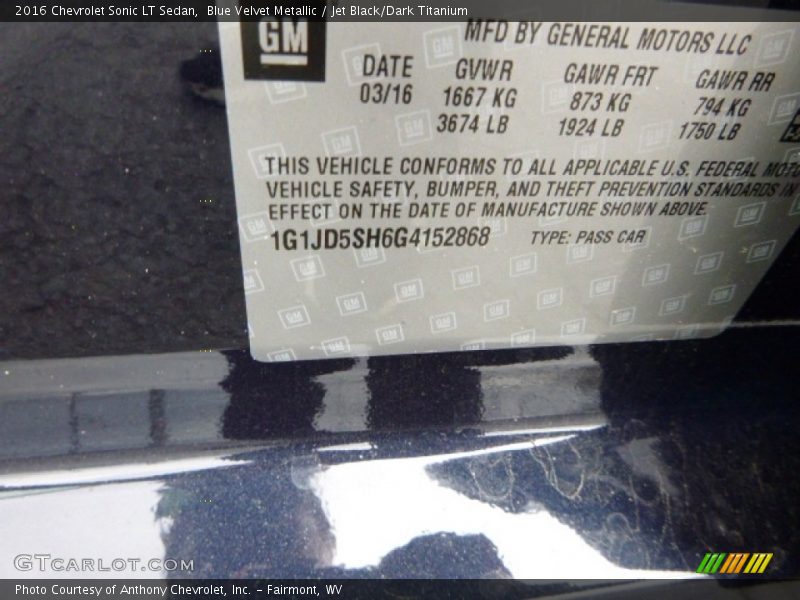 2016 Chevrolet Sonic LT Sedan,  Blue Velvet Metallic / Jet Black/Dark Titanium
GM
MFD BY GENERAL MOTORS LLC
DATE GVWR GAWR FRT GAWR RR
03/16 1667 KG 873 KG 794 KG
3674 LB 1924 LB 1750 LB
THIS VEHICLE CONFORMS TO ALL APPLICABLE U.S. FEDERAL
VEHICLE SAFETY, BUMPER, AND THEFT PREVENTION STANDARDS IN
EFFECT ON THE DATE OF MANUFACTURE SHOWN ABOVE.
1G1JD5SH6G4152868 TYPE: PASS CAR
GTCARLOT.COM
Photo Courtesy of Anthony Chevrolet, Inc. – Fairmont, WV